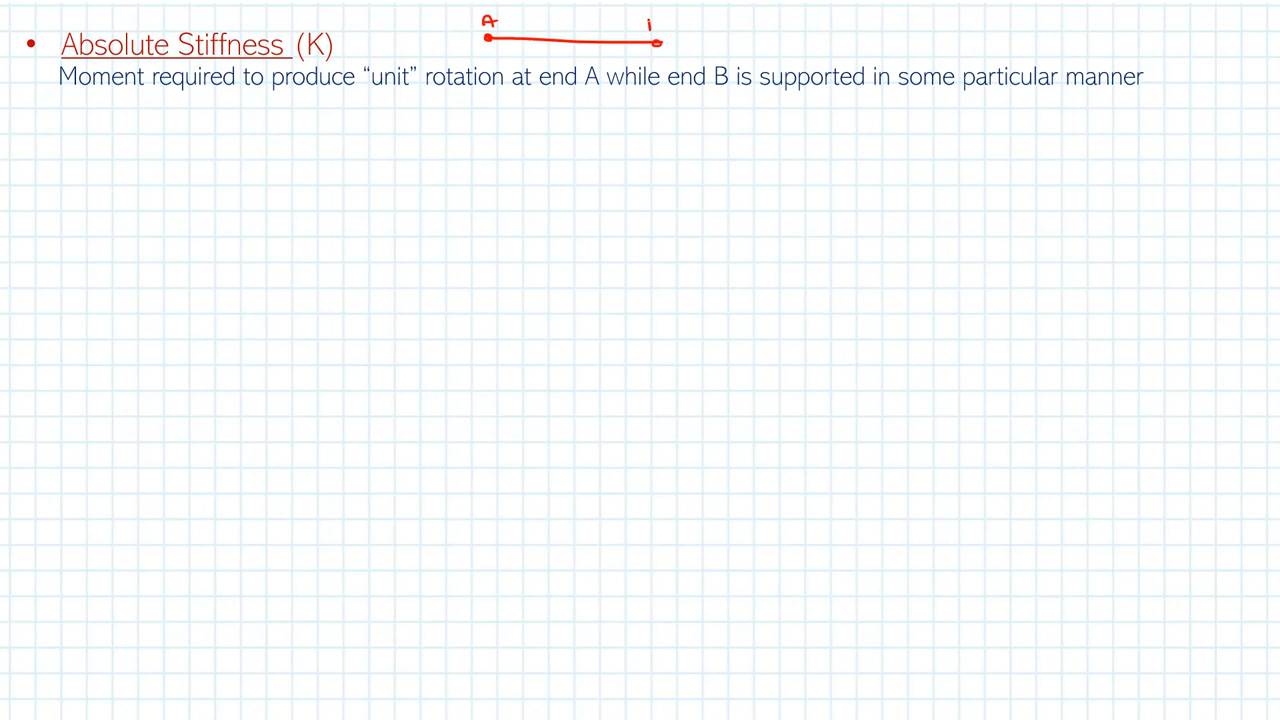 A
• Absolute Stiffness (K)
Moment required to produce “unit” rotation at end A while end B is supported in some particular manner